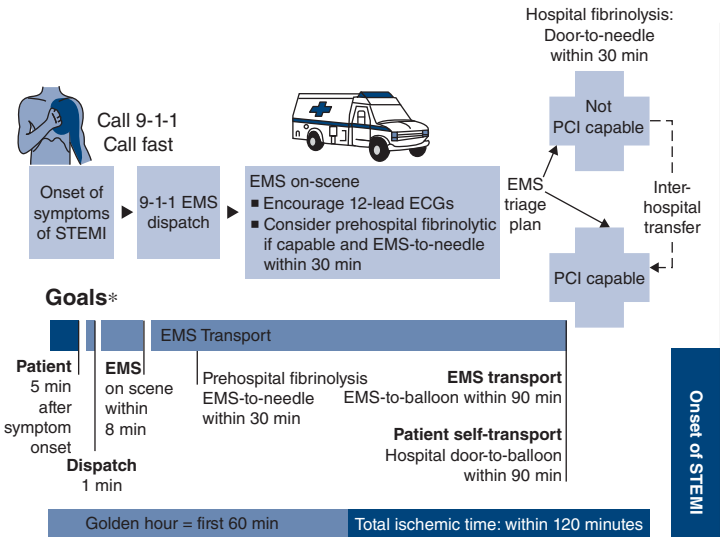 Hospital fibrinolysis:
Door-to-needle
within 30 min
Call 9-1-1
Call fast
Not
PCI capable
Onset of
symptoms
of STEMI
9-1-1 EMS
dispatch
EMS on-scene
■ Encourage 12-lead ECGs
■ Consider prehospital fibrinolytic
if capable and EMS-to-needle
within 30 min
EMS
triage
plan
Inter-
hospital
transfer
PCI capable
Goals*
EMS Transport
Patient
5 min
after
symptom
onset
Dispatch
1 min
EMS
on scene
within
8 min
Prehospital fibrinolysis
EMS-to-needle
within 30 min
EMS transport
EMS-to-balloon within 90 min
Patient self-transport
Hospital door-to-balloon
within 90 min
Golden hour = first 60 min
Total ischemic time: within 120 minutes
Onset of STEMI